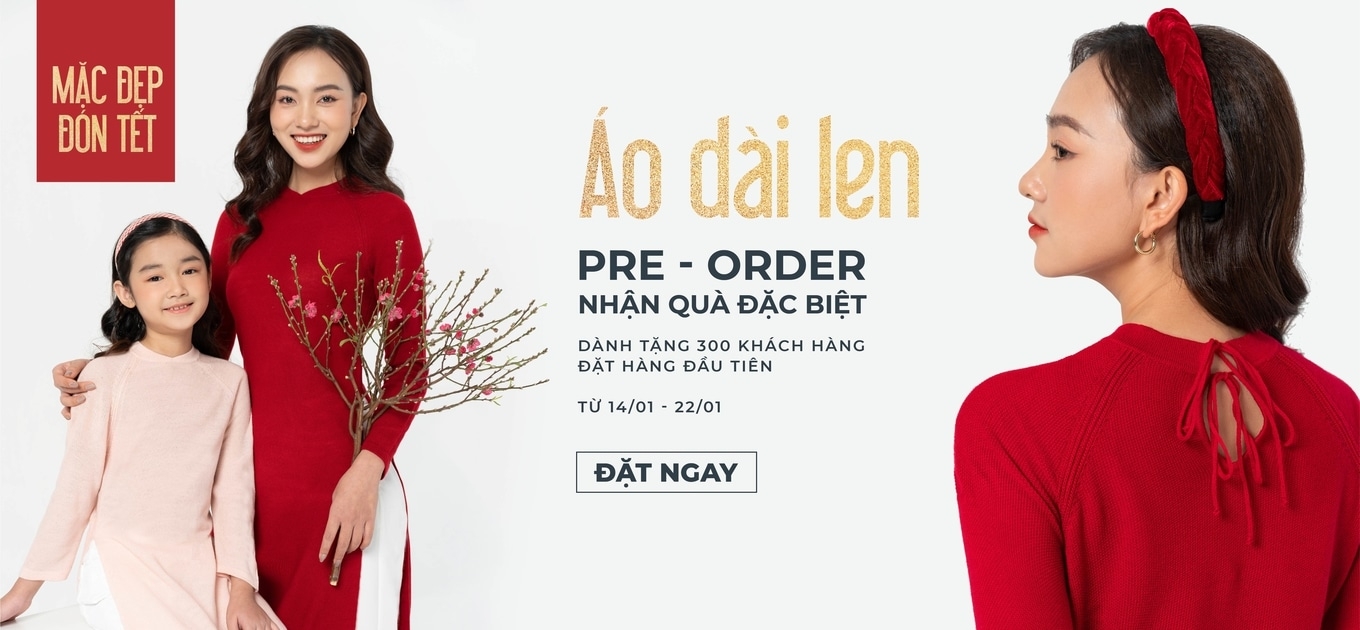 MẶC ĐẸP
ĐÓN TẾT
Áo dài len
PRE - ORDER
NHẬN QUÀ ĐẶC BIỆT
DÀNH TẶNG 300 KHÁCH HÀNG
ĐẶT HÀNG ĐẦU TIÊN
TỪ 14/01 - 22/01
ĐẶT NGAY